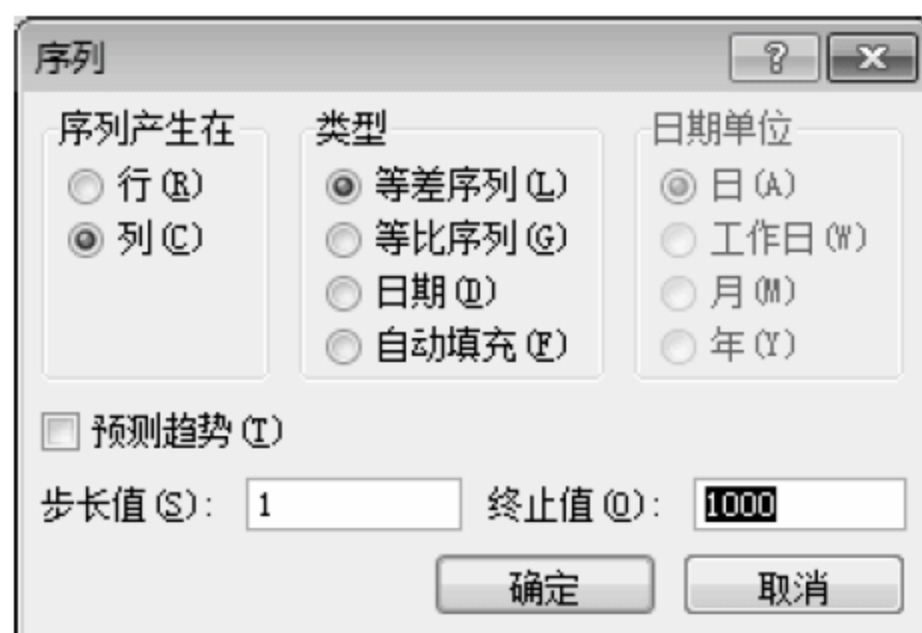 序列
序列产生在
行(R)
列(C)
类型
等差序列(L)
等比序列(G)
日期(D)
自动填充(F)
日期单位
日(A)
工作日(W)
月(M)
年(Y)
预测趋势(T)
步长值(S): 1
终止值(O): 1000
确定
取消